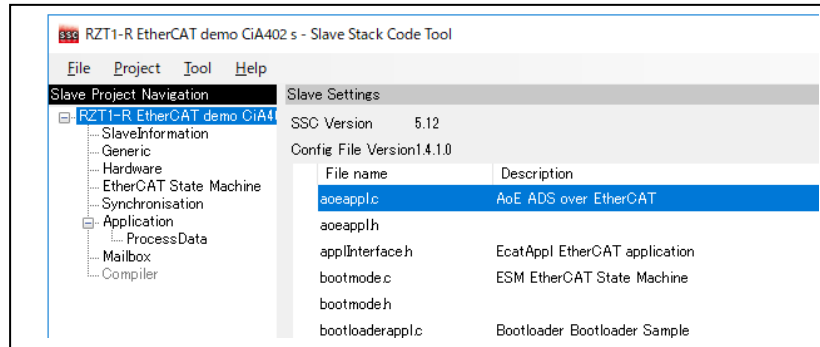 SSC RZT1-R EtherCAT demo CiA402 s - Slave Stack Code Tool
File Project Tool Help
Slave Project Navigation
RZT1-R EtherCAT demo CiA4
SlaveInformation
Generic
Hardware
EtherCAT State Machine
Synchronisation
Application
ProcessData
Mailbox
Compiler
Slave Settings
SSC Version 5.12
Config File Version1.4.1.0
File name Description
aoeappl.c AoE ADS over EtherCAT
aoeappl.h
applInterface.h EcatAppl EtherCAT application
bootmode.c ESM EtherCAT State Machine
bootmode.h
bootloaderappl.c Bootloader Bootloader Sample